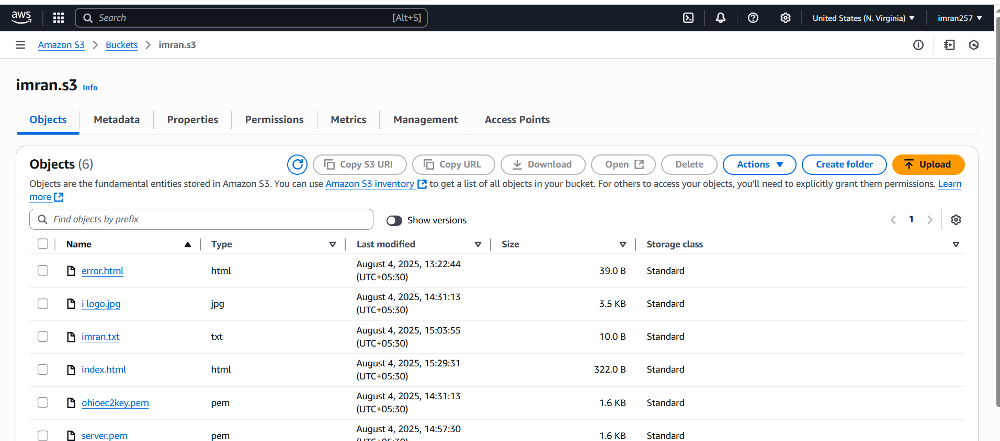 aws Search [Alt+S] United States (N. Virginia) imran257
Amazon S3 Buckets imran.s3
imran.s3 Info
Objects Metadata Properties Permissions Metrics Management Access Points
Objects (6) Copy S3 URI Copy URL Download Open Delete Actions Create folder Upload
Objects are the fundamental entities stored in Amazon S3. You can use Amazon S3 inventory to get a list of all objects in your bucket. For others to access your objects, you'll need to explicitly grant them permissions. Learn
more
Find objects by prefix Show versions 1
Name Type Last modified Size Storage class
error.html html August 4, 2025, 13:22:44 (UTC+05:30) 39.0 B Standard
i logo.jpg jpg August 4, 2025, 14:31:13 (UTC+05:30) 3.5 KB Standard
imran.txt txt August 4, 2025, 15:03:55 (UTC+05:30) 10.0 B Standard
index.html html August 4, 2025, 15:29:31 (UTC+05:30) 322.0 B Standard
ohioec2key.pem pem August 4, 2025, 14:31:13 (UTC+05:30) 1.6 KB Standard
server.pem pem August 4, 2025, 14:57:30 (UTC+05:30) 1.6 KB Standard